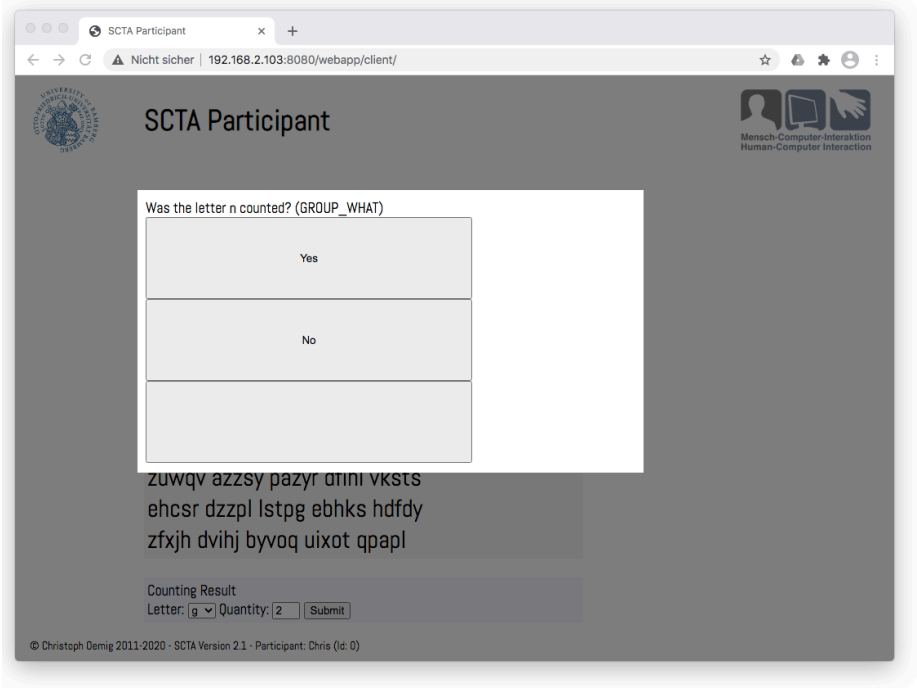 SCTA Participant
Nicht sicher | 192.168.2.103:8080/webapp/client/
SCTA Participant
Mensch-Computer-Interaktion
Human-Computer Interaction
Was the letter n counted? (GROUP_WHAT)
Yes
No
zuwqv azzsy pazyr dfihl vksts
ehcsr dzzpl lstpg ebhks hdfdy
zfxjh dvihj byvoq uixot qpapl
Counting Result
Letter: g Quantity: 2 Submit
© Christoph Oemig 2011-2020 - SCTA Version 2.1 - Participant: Chris (Id: 0)